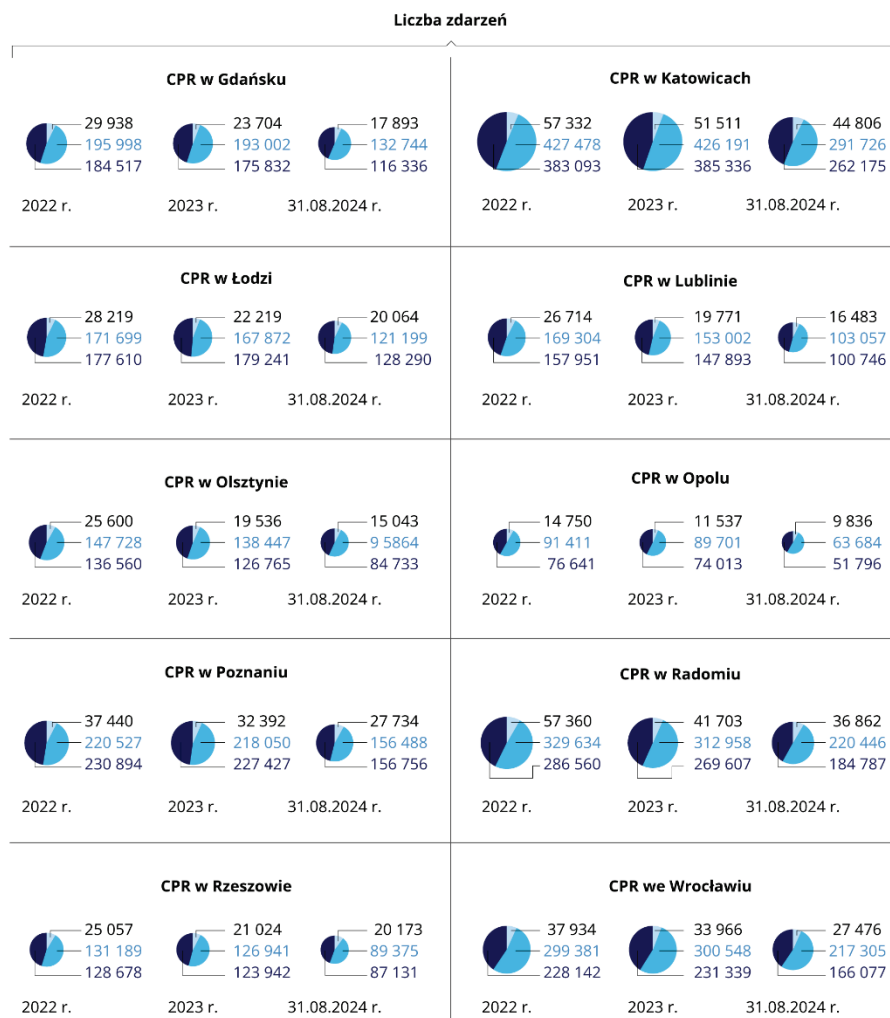 Liczba zdarzeń
CPR w Gdańsku
29 938
195 998
184 517
23 704
193 002
175 832
17 893
132 744
116 336
2022 r.
2023 r.
31.08.2024 r.
CPR w Katowicach
57 332
427 478
383 093
51 511
426 191
385 336
44 806
291 726
262 175
2022 r.
2023 r.
31.08.2024 r.
CPR w Łodzi
28 219
171 699
177 610
22 219
167 872
179 241
20 064
121 199
128 290
2022 r.
2023 r.
31.08.2024 r.
CPR w Lublinie
26 714
169 304
157 951
19 771
153 002
147 893
16 483
103 057
100 746
2022 r.
2023 r.
31.08.2024 r.
CPR w Olsztynie
25 600
147 728
136 560
19 536
138 447
126 765
15 043
9 5864
84 733
2022 r.
2023 r.
31.08.2024 r.
CPR w Opolu
14 750
91 411
76 641
11 537
89 701
74 013
9 836
63 684
51 796
2022 r.
2023 r.
31.08.2024 r.
CPR w Poznaniu
37 440
220 527
230 894
32 392
218 050
227 427
27 734
156 488
156 756
2022 r.
2023 r.
31.08.2024 r.
CPR w Radomiu
57 360
329 634
286 560
41 703
312 958
269 607
36 862
220 446
184 787
2022 r.
2023 r.
31.08.2024 r.
CPR w Rzeszowie
25 057
131 189
128 678
21 024
126 941
123 942
20 173
89 375
87 131
2022 r.
2023 r.
31.08.2024 r.
CPR we Wrocławiu
37 934
299 381
228 142
33 966
300 548
231 339
27 476
217 305
166 077
2022 r.
2023 r.
31.08.2024 r.